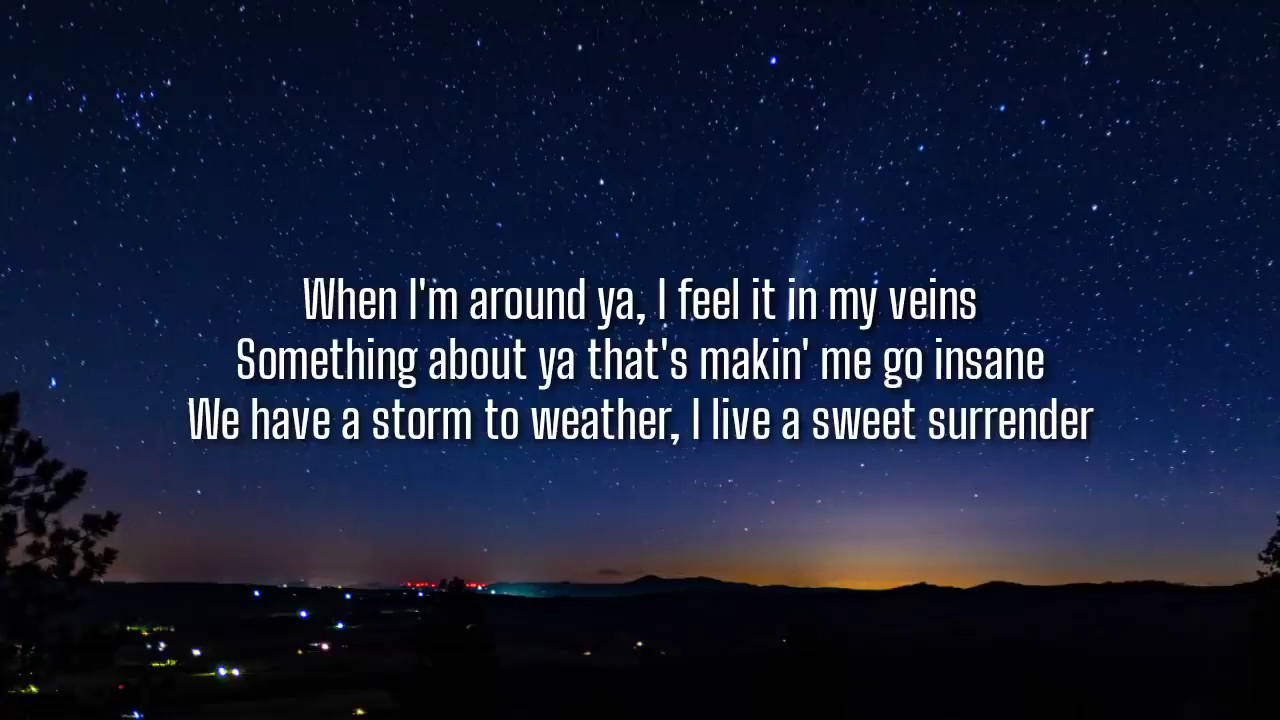 When I'm around ya, I feel it in my veins
Something about ya that's makin' me go insane
We have a storm to weather, I live a sweet surrender